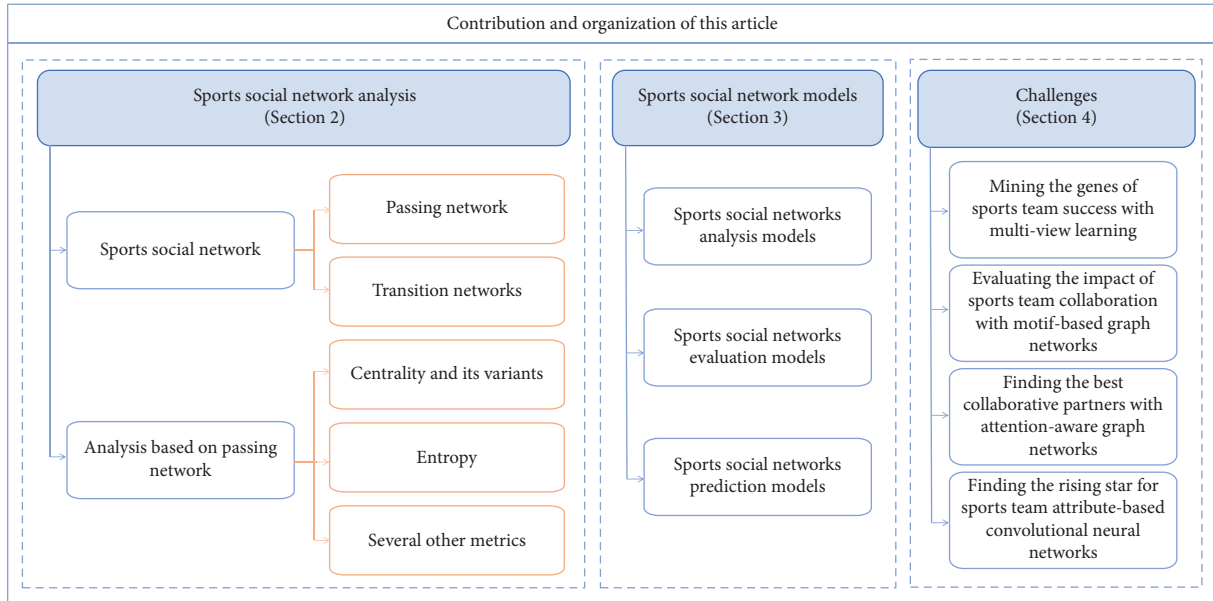 Contribution and organization of this article
Sports social network analysis
(Section 2)
Sports social network
Passing network
Transition networks
Analysis based on passing
network
Centrality and its variants
Entropy
Several other metrics
Sports social network models
(Section 3)
Sports social networks
analysis models
Sports social networks
evaluation models
Sports social networks
prediction models
Challenges
(Section 4)
Mining the genes of
sports team success with
multi-view learning
Evaluating the impact of
sports team collaboration
with motif-based graph
networks
Finding the best
collaborative partners with
attention-aware graph
networks
Finding the rising star for
sports team attribute-based
convolutional neural
networks